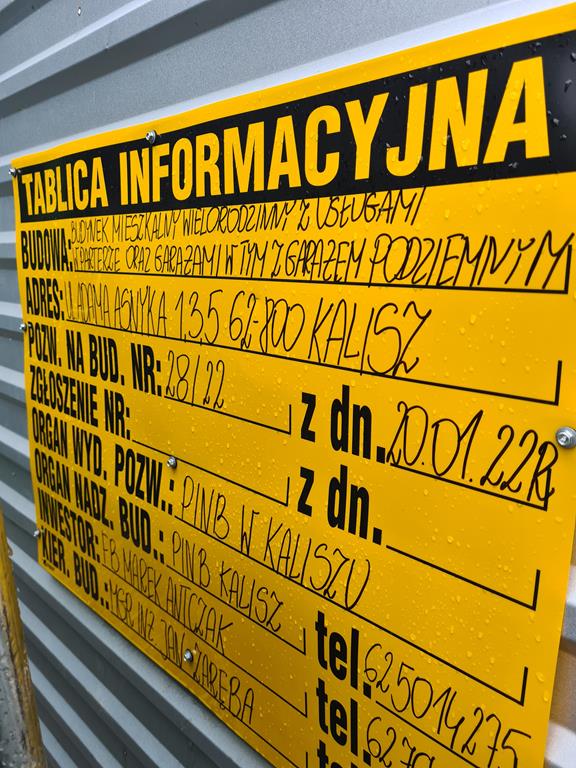 TABLICA INFORMACYJNA
BUDOWA: BUDYNEK MIESZKALNY WIELORODZINNY Z USŁUGAMI
W PARTERZE ORAZ GARAŻAMI W TYM Z GARAŻEM PODZIEMNYM
ADRES: UL ADAMA ASNYKA 1,3,5 62-800 KALISZ
POZW. NA BUD. NR: 28/22 z dn. 20.01.22R
ZGŁOSZENIE NR: z dn.
ORGAN WYD. POZW.: PINB W KALISZU
ORGAN NADZ. BUD.: PINB KALISZ tel. 625014275
INWESTOR: F.B. MAREK ANTCZAK tel. 6279
KIER. BUD.: MGR INŻ JAN ZARĘBA tel.